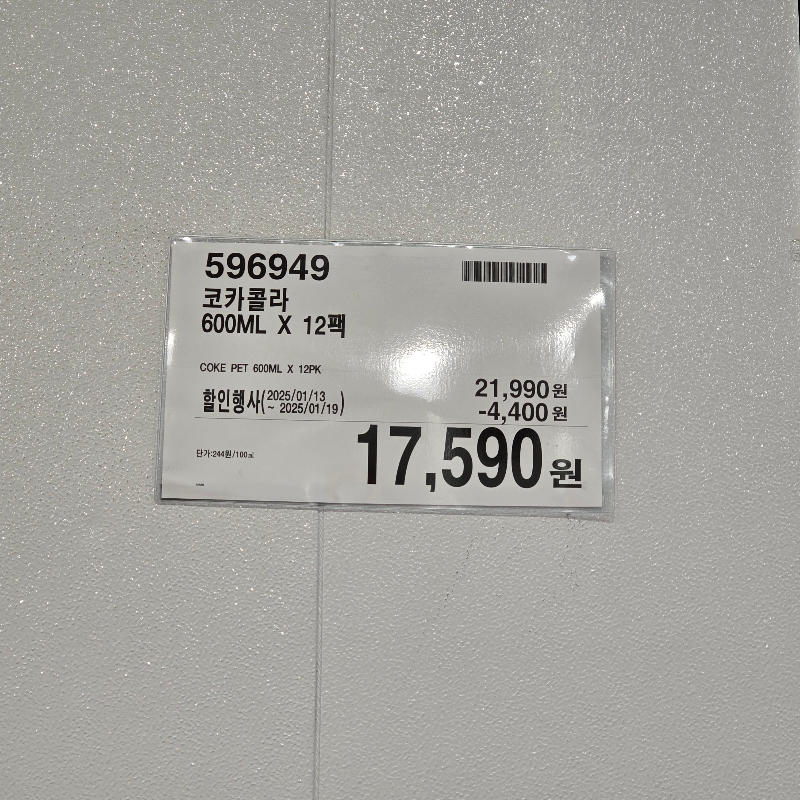 596949
코카콜라
600ML X 12팩
COKE PET 600ML X 12PK
21,990원
할인행사(2025/01/13
~ 2025/01/19)
-4,400원
17,590원
단가:244원/100㎖